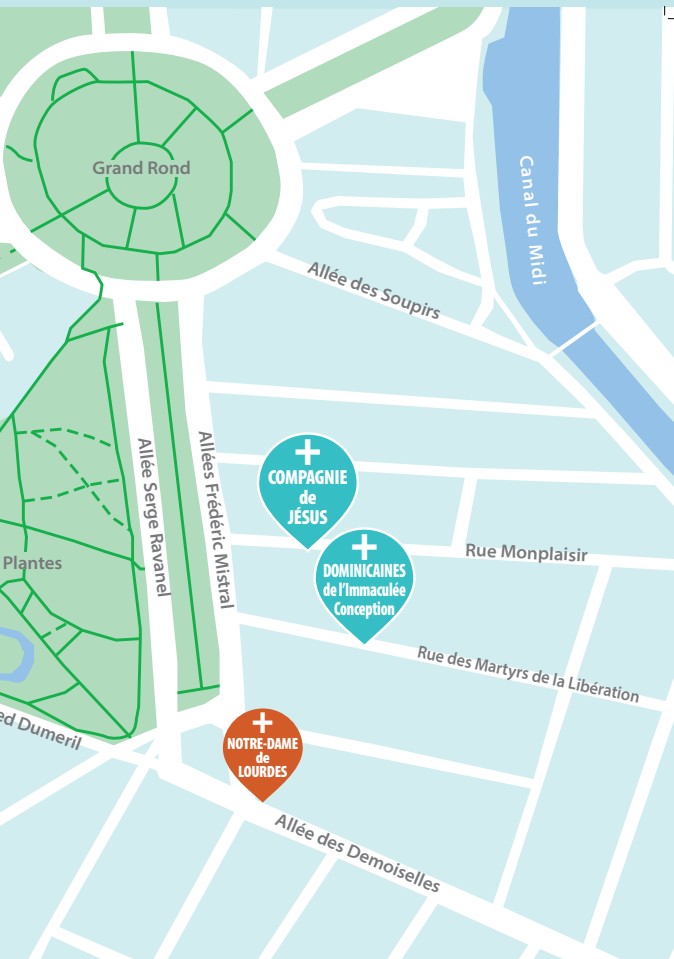 Grand Rond
Canal du Midi
Allée des Soupirs
Allée Serge Ravanel
Allées Frédéric Mistral
COMPAGNIE
de
JÉSUS
DOMINICAINES
de l'Immaculée
Conception
Rue Monplaisir
Plantes
Rue des Martyrs de la Libération
ed Dumeril
NOTRE-DAME
de
LOURDES
Allée des Demoiselles